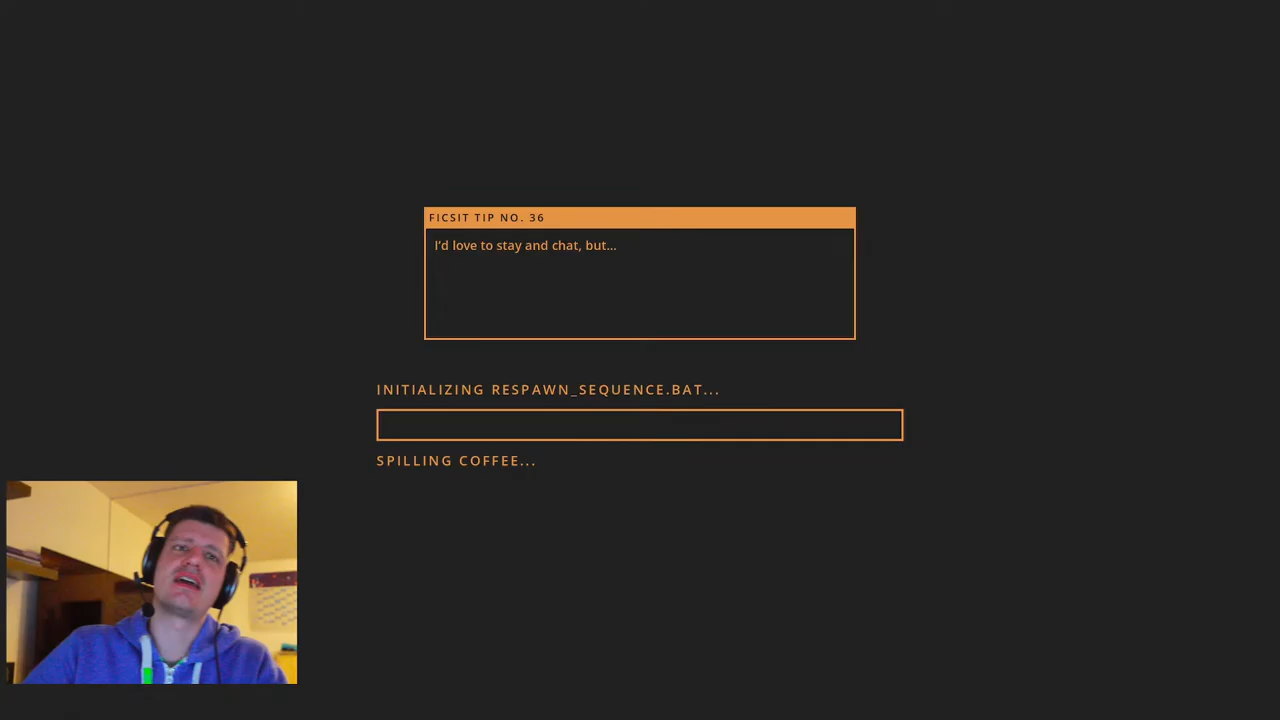 FICSIT TIP NO. 36
I'd love to stay and chat, but...
INITIALIZING RESPAWN_SEQUENCE.BAT...
SPILLING COFFEE...